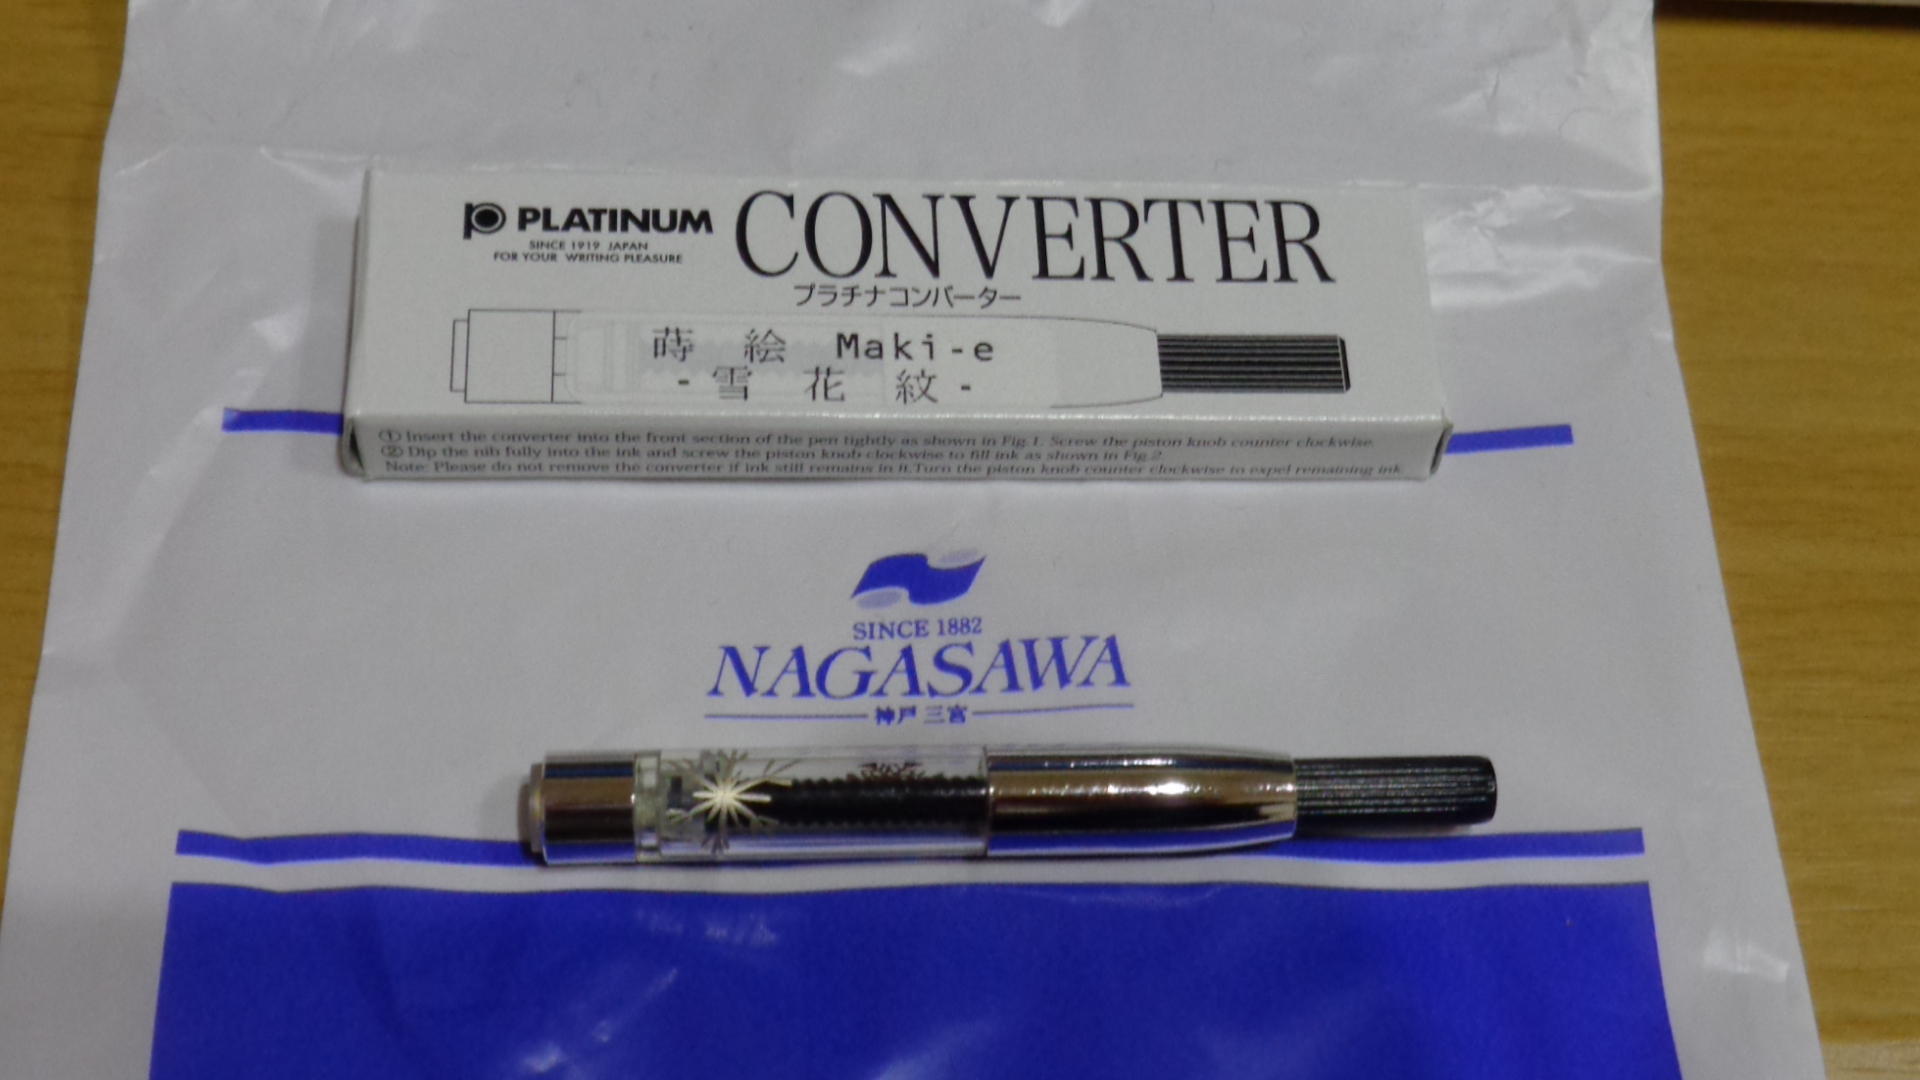 PLATINUM
SINCE 1919 JAPAN
FOR YOUR WRITING PLEASURE
CONVERTER
プラチナコンバーター
蒔 絵 Maki-e
- 雪 花 紋 -
① Insert the converter into the front section of the pen tightly as shown in Fig.1. Screw the piston knob counter clockwise.
② Dip the nib fully into the ink and screw the piston knob clockwise to fill ink as shown in Fig.2
Note: Please do not remove the converter if ink still remains in it. Turn the piston knob counter clockwise to expel remaining ink.
SINCE 1882
NAGASAWA
神戸 三宮